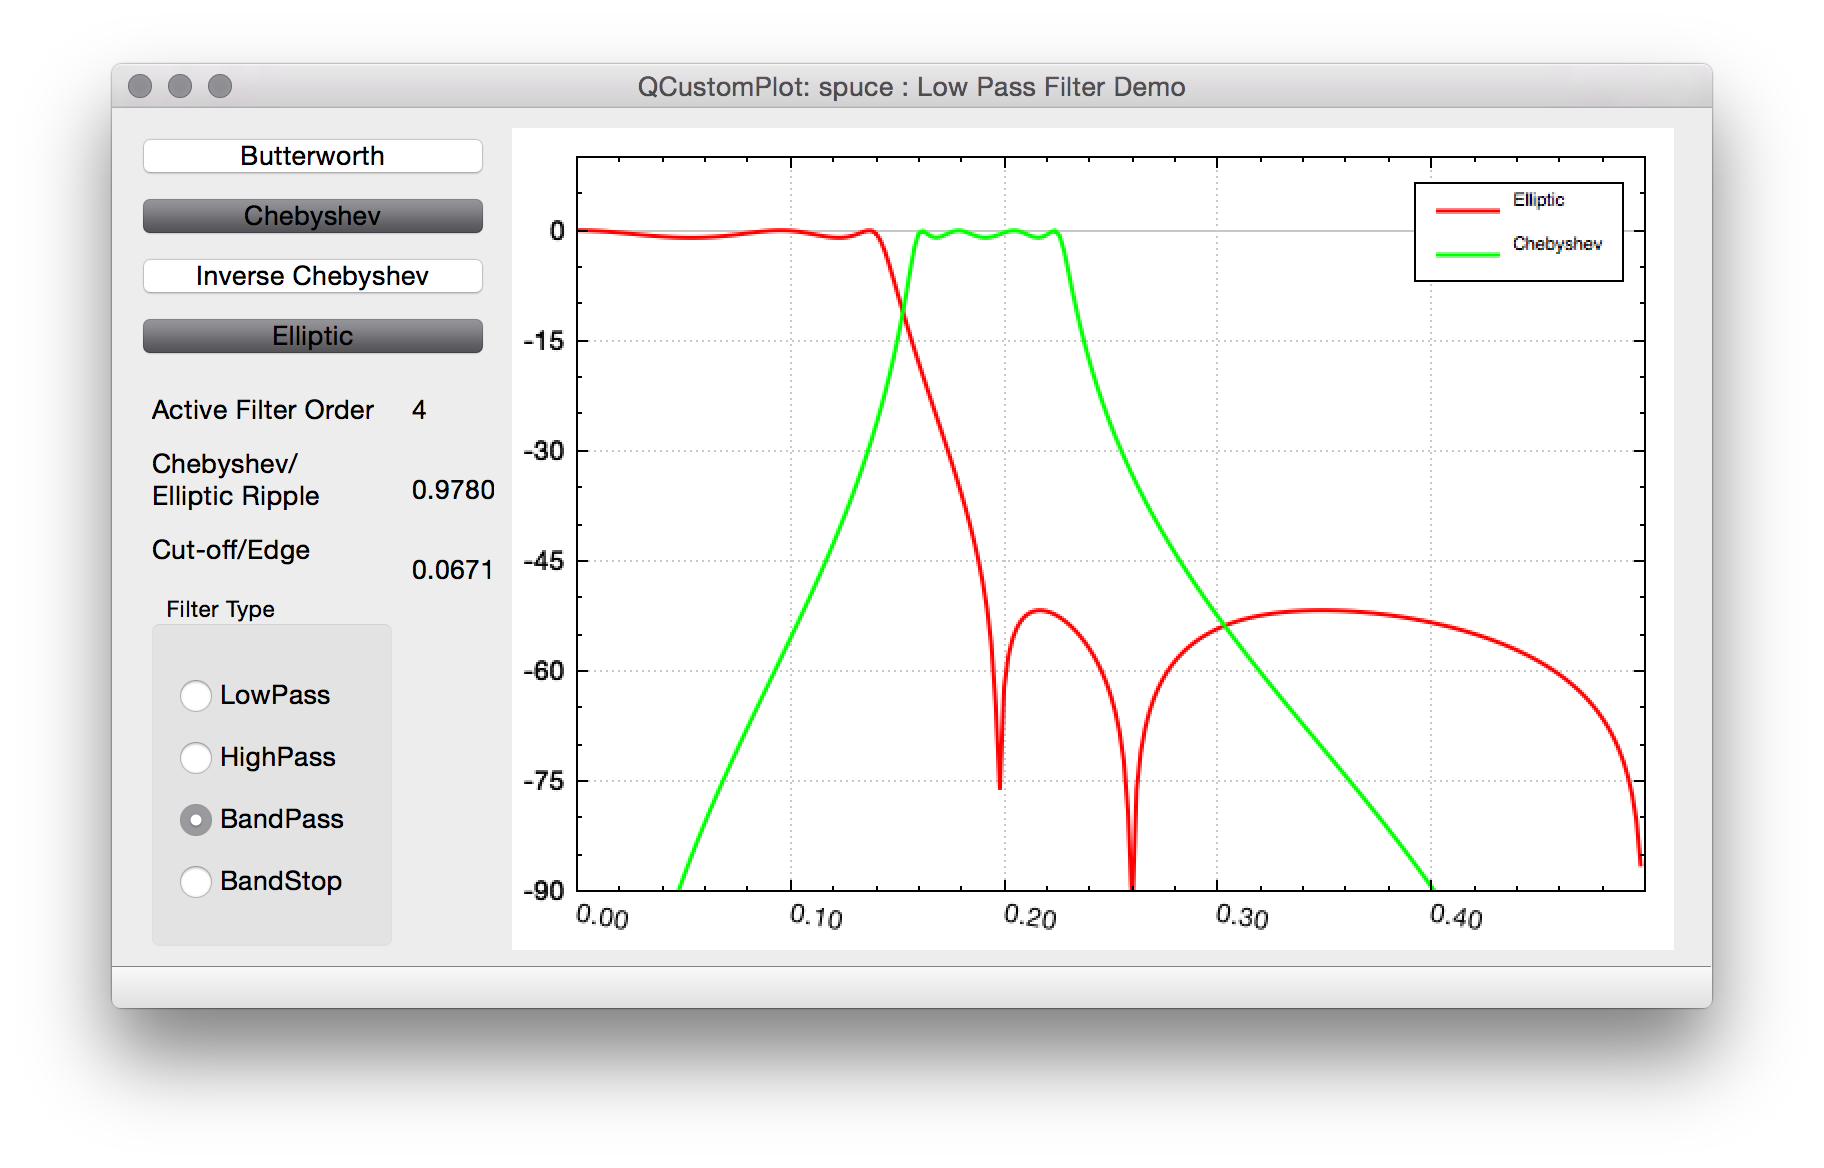 QCustomPlot: spuce : Low Pass Filter Demo
Butterworth
Chebyshev
Inverse Chebyshev
Elliptic
Active Filter Order 4
Chebyshev/
Elliptic Ripple 0.9780
Cut-off/Edge 0.0671
Filter Type
LowPass
HighPass
BandPass
BandStop
Elliptic
Chebyshev
0
-15
-30
-45
-60
-75
-90
0.00 0.10 0.20 0.30 0.40